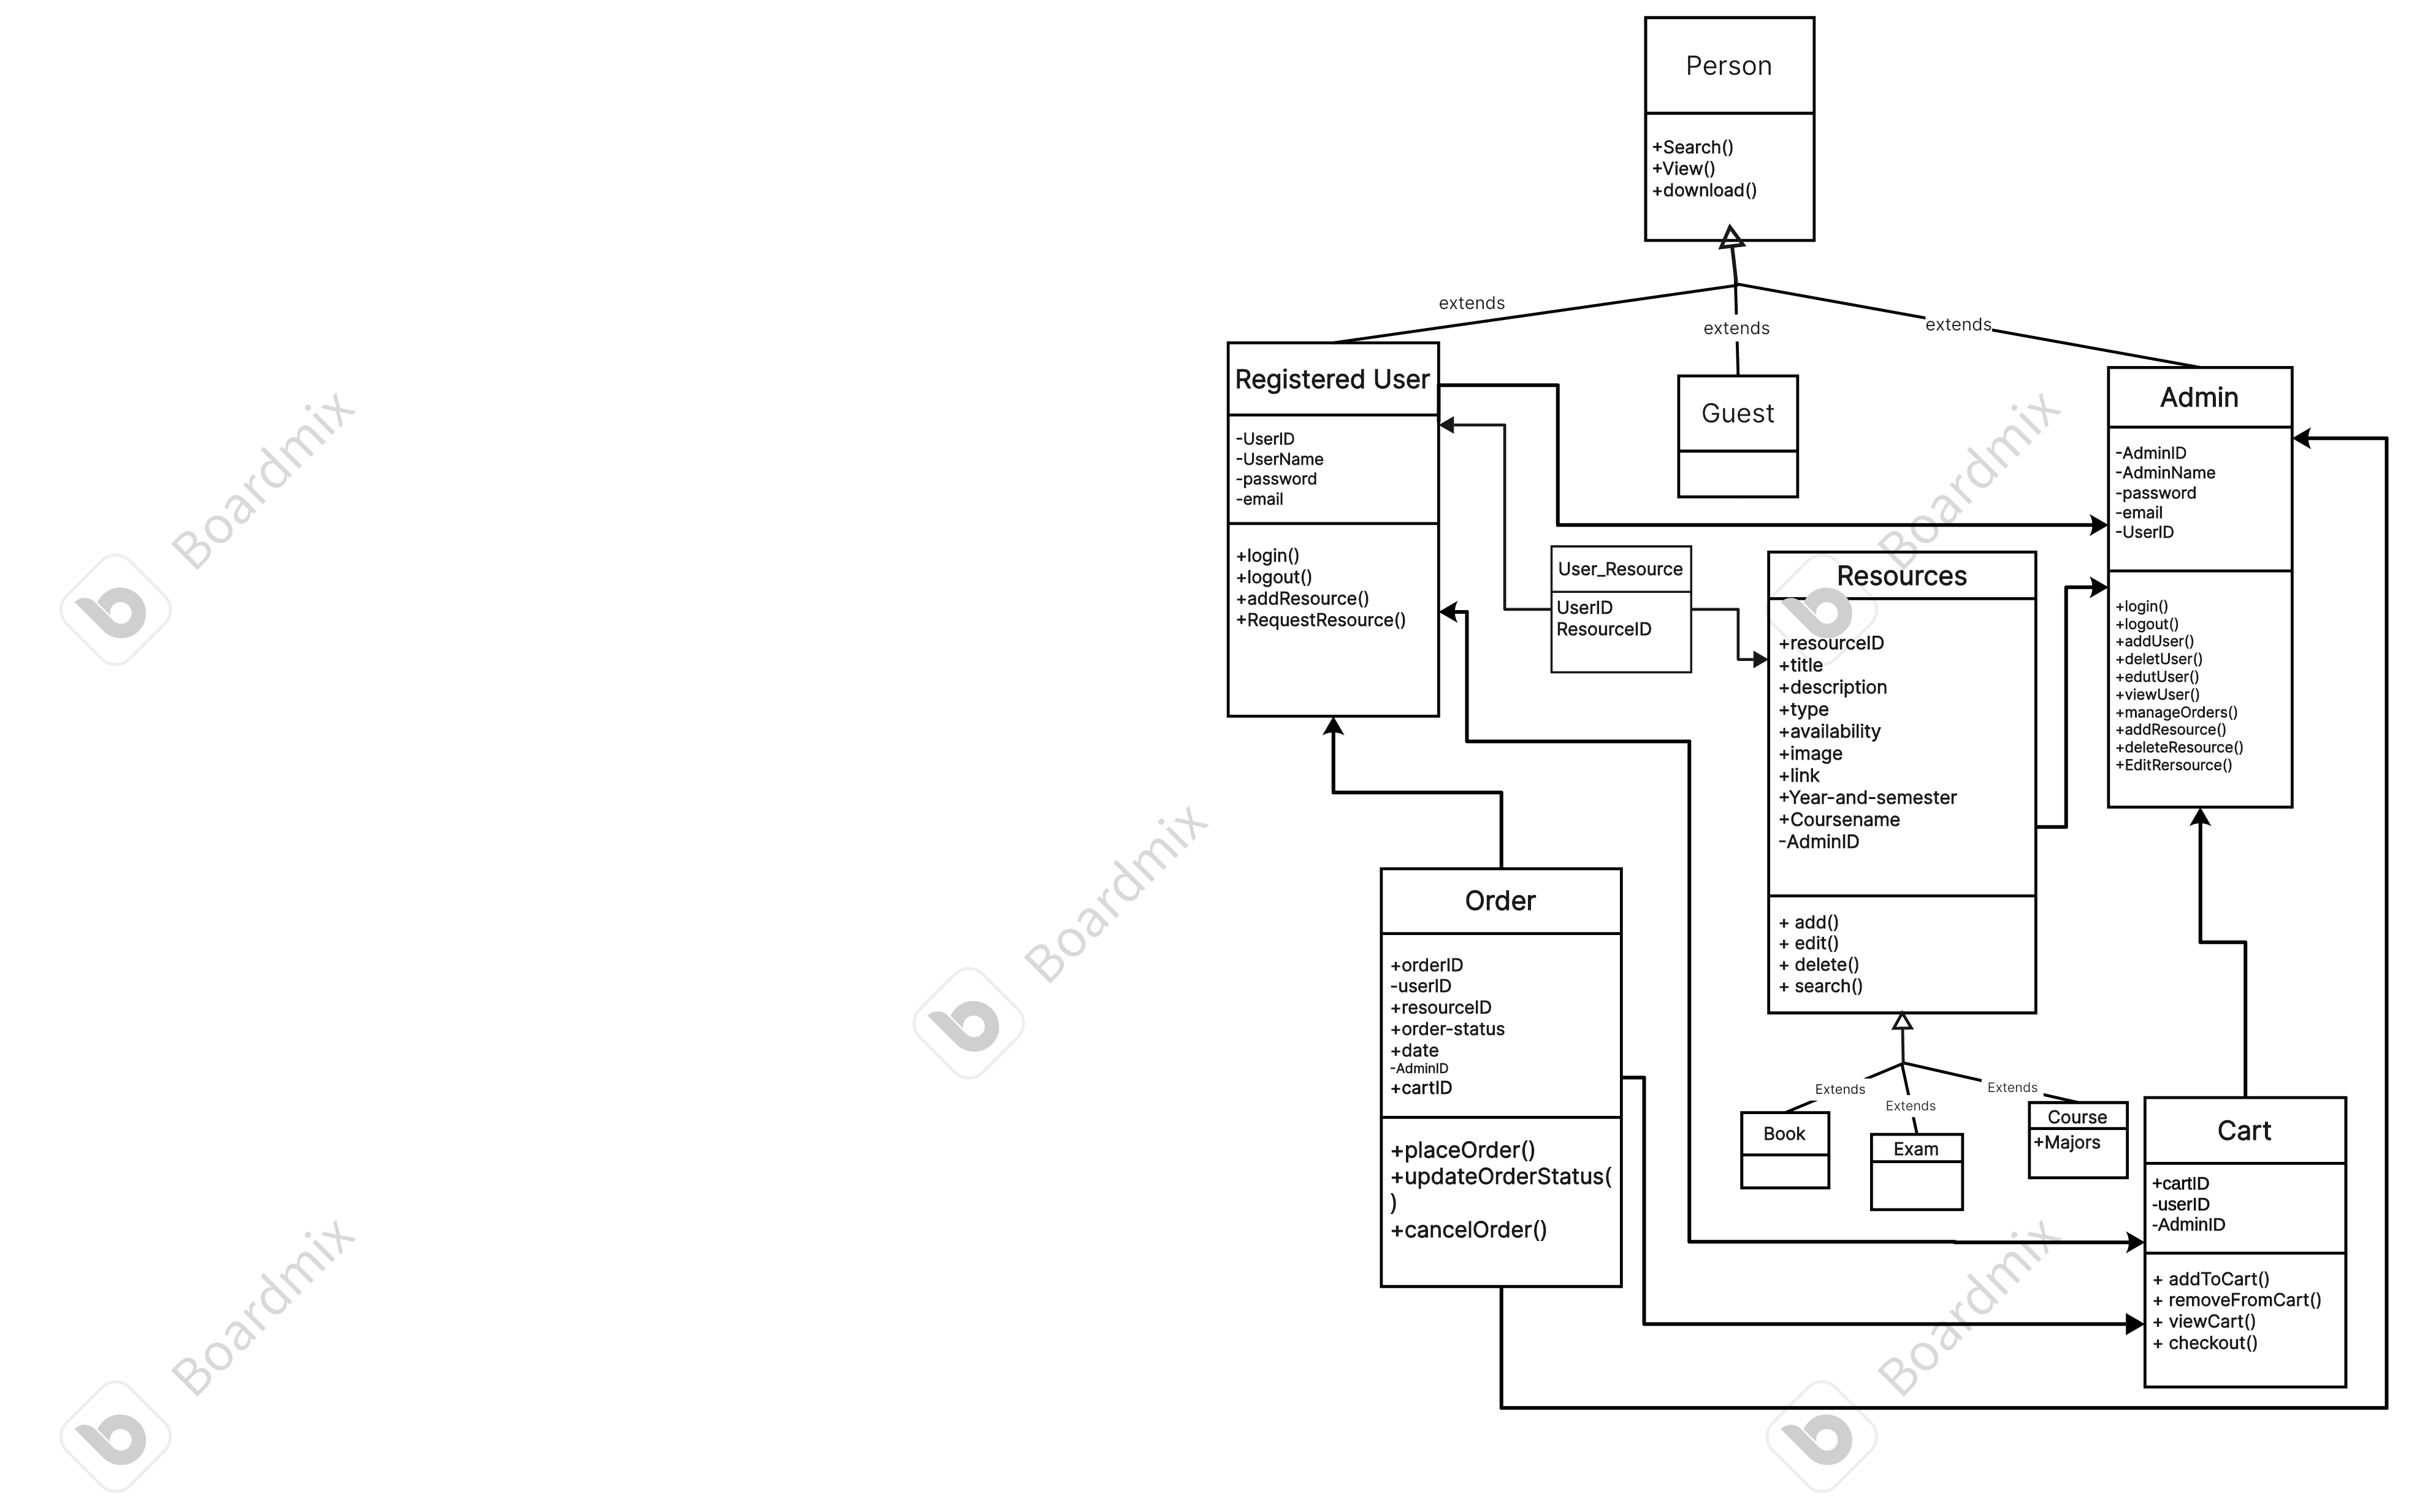 Person
+Search()
+View()
+download()
extends
extends
extends
Registered User
-UserID
-UserName
-password
-email
+login()
+logout()
+addResource()
+RequestResource()
Guest
Admin
-AdminID
-AdminName
-password
-email
-UserID
+login()
+logout()
+addUser()
+deletUser()
+edutUser()
+viewUser()
+manageOrders()
+addResource()
+deleteResource()
+EditRersource()
User_Resource
UserID
ResourceID
Resources
+resourceID
+title
+description
+type
+availability
+image
+link
+Year-and-semester
+Coursename
-AdminID
+ add()
+ edit()
+ delete()
+ search()
Order
+orderID
-userID
+resourceID
+order-status
+date
-AdminID
+cartID
+placeOrder()
+updateOrderStatus(
)
+cancelOrder()
Extends
Extends
Extends
Book
Exam
Course
+Majors
Cart
+cartID
-userID
-AdminID
+ addToCart()
+ removeFromCart()
+ viewCart()
+ checkout()
Boardmix
Boardmix
Boardmix
Boardmix
Boardmix